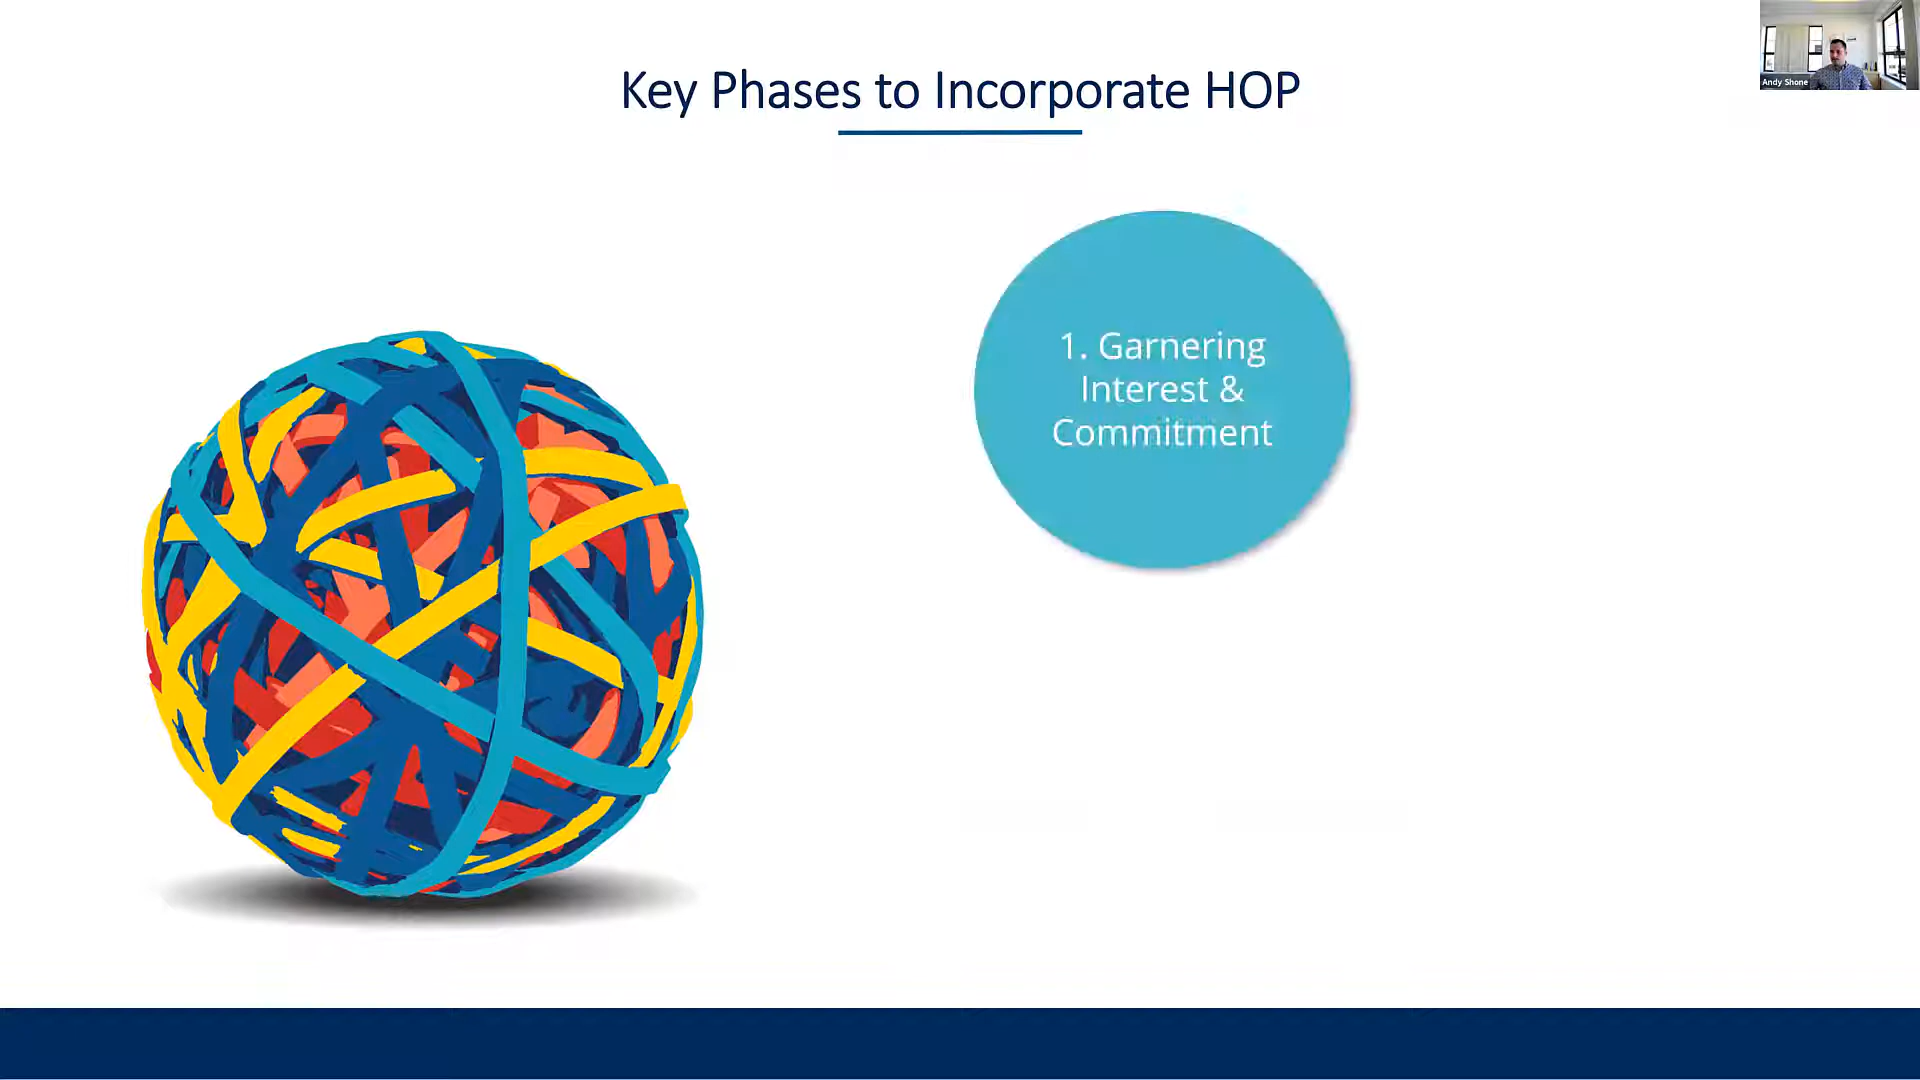 Key Phases to Incorporate HOP
Andy Shone
1. Garnering
Interest &
Commitment